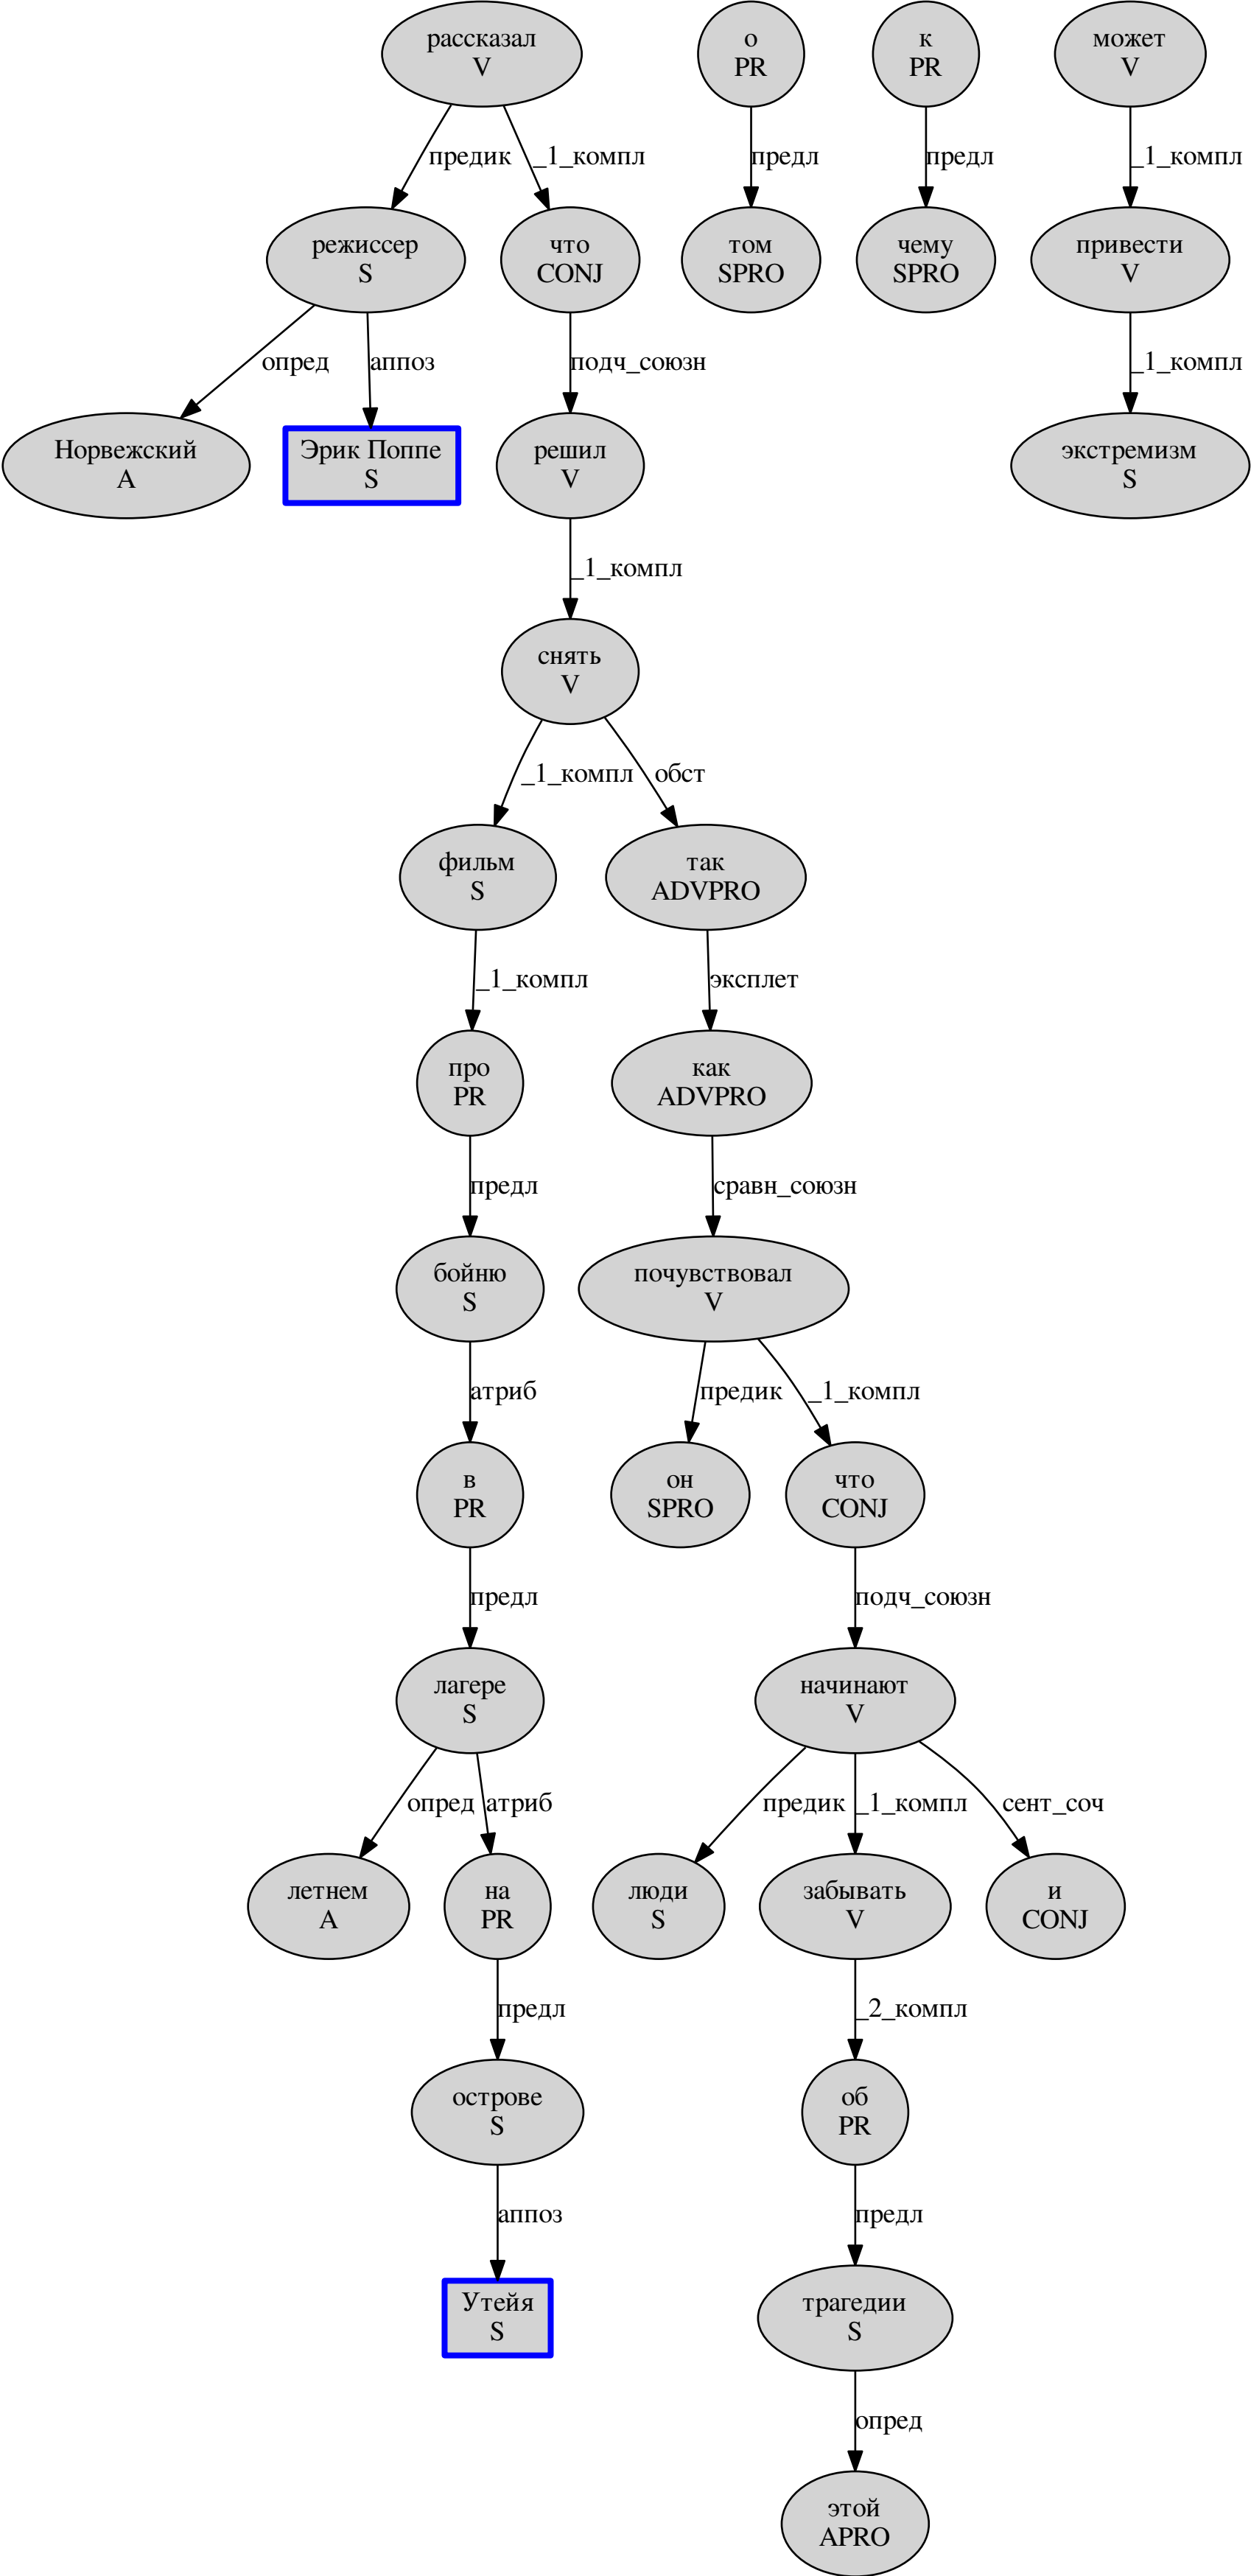 рассказал
V
о
PR
к
PR
может
V
предик
_1_компл
предл
предл
_1_компл
режиссер
S
что
CONJ
том
SPRO
чему
SPRO
привести
V
опред
аппоз
подч_союзн
_1_компл
Норвежский
A
Эрик Поппе
S
решил
V
экстремизм
S
_1_компл
снять
V
_1_компл
обст
фильм
S
так
ADVPRO
_1_компл
эксплет
про
PR
как
ADVPRO
предл
сравн_союзн
бойню
S
почувствовал
V
атриб
предик
_1_компл
в
PR
он
SPRO
что
CONJ
предл
подч_союзн
лагере
S
начинают
V
опред
атриб
предик
_1_компл
сент_соч
летнем
A
на
PR
люди
S
забывать
V
и
CONJ
предл
_2_компл
острове
S
об
PR
аппоз
предл
Утейя
S
трагедии
S
опред
этой
APRO